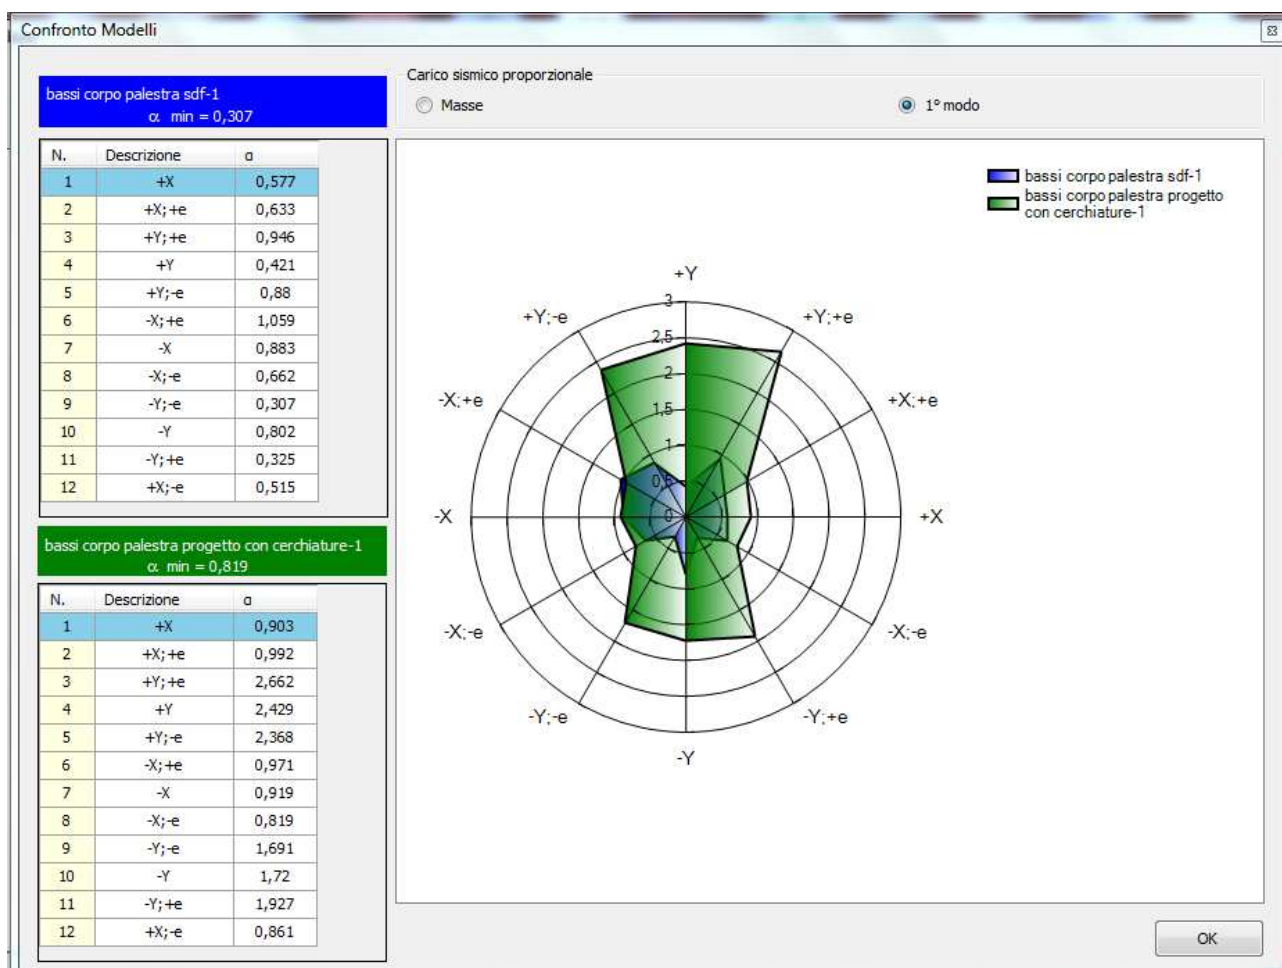 Confronto Modelli
bassi corpo palestra sdf-1
α min = 0,307
N. Descrizione α
1 +X 0,577
2 +X;+e 0,633
3 +Y;+e 0,946
4 +Y 0,421
5 +Y;-e 0,88
6 -X;+e 1,059
7 -X 0,883
8 -X;-e 0,662
9 -Y;-e 0,307
10 -Y 0,802
11 -Y;+e 0,325
12 +X;-e 0,515
bassi corpo palestra progetto con cerchiature-1
α min = 0,819
N. Descrizione α
1 +X 0,903
2 +X;+e 0,992
3 +Y;+e 2,662
4 +Y 2,429
5 +Y;-e 2,368
6 -X;+e 0,971
7 -X 0,919
8 -X;-e 0,819
9 -Y;-e 1,691
10 -Y 1,72
11 -Y;+e 1,927
12 +X;-e 0,861
Carico sismico proporzionale
Masse
1° modo
bassi corpo palestra sdf-1
bassi corpo palestra progetto
con cerchiature-1
+Y
+Y;-e
+Y;+e
-X;+e
+X;+e
-X
+X
-X;-e
-X;-e
-Y;-e
-Y;+e
-Y
3
2,5
2
1,5
1
0,5
0
OK